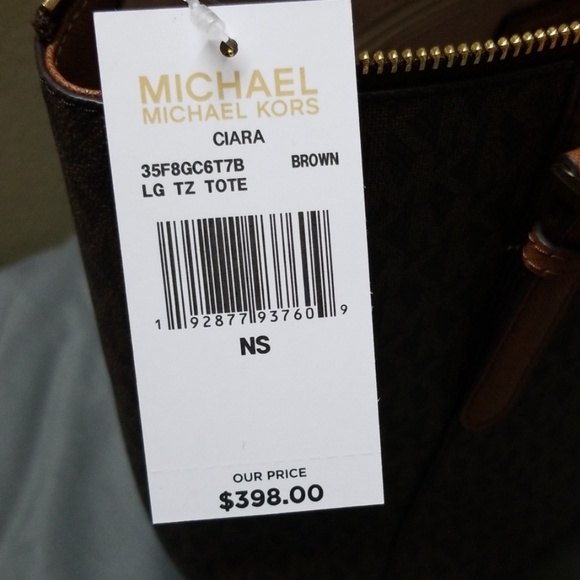 MICHAEL
MICHAEL KORS
CIARA
35F8GC6T7B BROWN
LG TZ TOTE
1 92877 93760 9
NS
OUR PRICE
$398.00